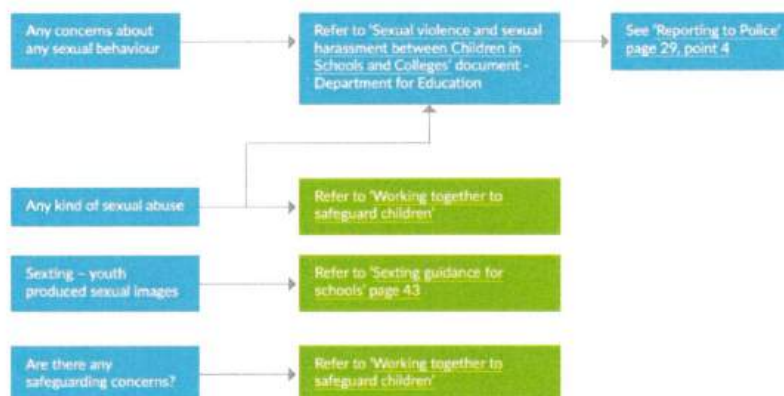 Any concerns about
any sexual behaviour
Refer to 'Sexual violence and sexual
harassment between Children in
Schools and Colleges' document -
Department for Education
See 'Reporting to Police'
page 29, point 4
Any kind of sexual abuse
Refer to 'Working together to
safeguard children'
Sexting – youth
produced sexual images
Refer to 'Sexting guidance for
schools' page 43
Are there any
safeguarding concerns?
Refer to 'Working together to
safeguard children'